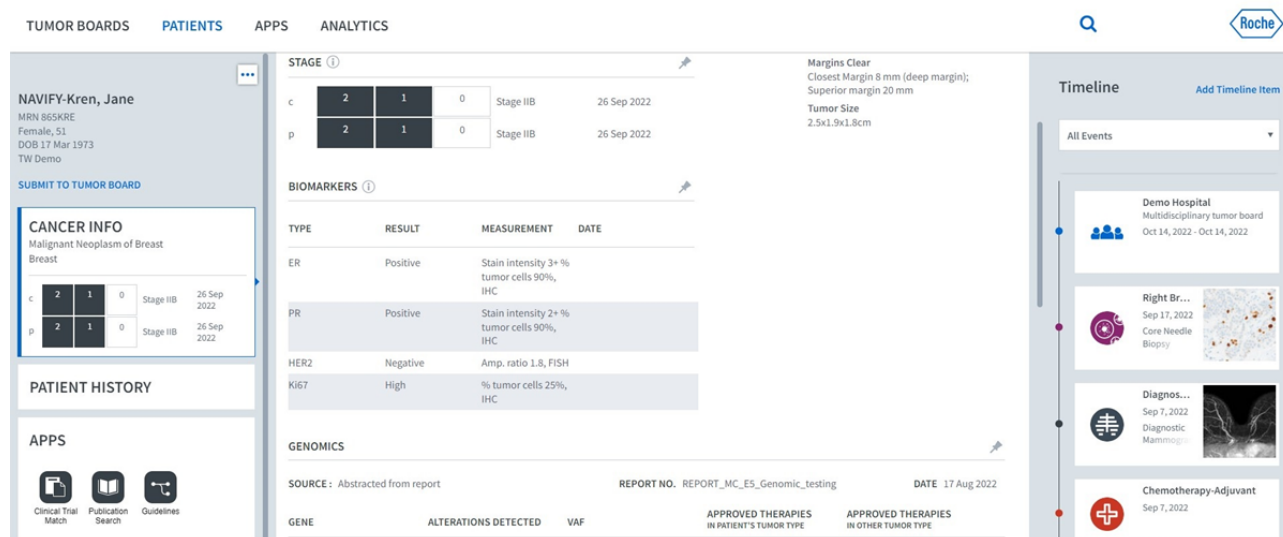 TUMOR BOARDS PATIENTS APPS ANALYTICS
Roche
NAVIFY-Kren, Jane
MRN 865KRE
Female, 51
DOB 17 Mar 1973
TW Demo
SUBMIT TO TUMOR BOARD
CANCER INFO
Malignant Neoplasm of Breast
Breast
c 2 1 0 Stage IIB 26 Sep
2022
p 2 1 0 Stage IIB 26 Sep
2022
PATIENT HISTORY
APPS
Clinical Trial
Match
Publication
Search
Guidelines
STAGE
c 2 1 0 Stage IIB 26 Sep 2022
p 2 1 0 Stage IIB 26 Sep 2022
Margins Clear
Closest Margin 8 mm (deep margin);
Superior margin 20 mm
Tumor Size
2.5x1.9x1.8cm
BIOMARKERS
TYPE RESULT MEASUREMENT DATE
ER Positive Stain intensity 3+ %
tumor cells 90%,
IHC
PR Positive Stain intensity 2+ %
tumor cells 90%,
IHC
HER2 Negative Amp. ratio 1.8, FISH
Ki67 High % tumor cells 25%,
IHC
GENOMICS
SOURCE : Abstracted from report REPORT NO. REPORT_MC_E5_Genomic_testing DATE 17 Aug 2022
GENE ALTERATIONS DETECTED VAF
APPROVED THERAPIES
IN PATIENT'S TUMOR TYPE
APPROVED THERAPIES
IN OTHER TUMOR TYPE
Timeline Add Timeline Item
All Events
Demo Hospital
Multidisciplinary tumor board
Oct 14, 2022 - Oct 14, 2022
Right Br...
Sep 17, 2022
Core Needle
Biopsy
Diagnos...
Sep 7, 2022
Diagnostic
Mammogr
Chemotherapy-Adjuvant
Sep 7, 2022